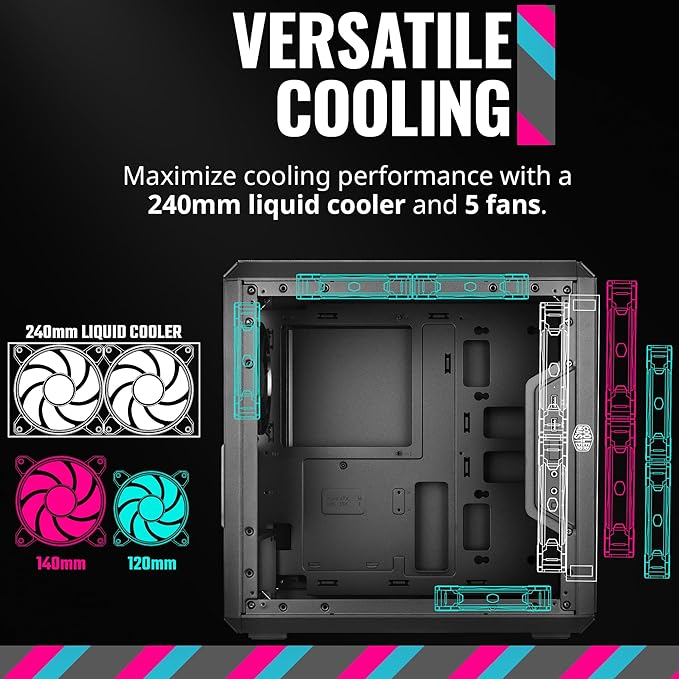 VERSATILE
COOLING
Maximize cooling performance with a
240mm liquid cooler and 5 fans.
240mm LIQUID COOLER
140mm
120mm